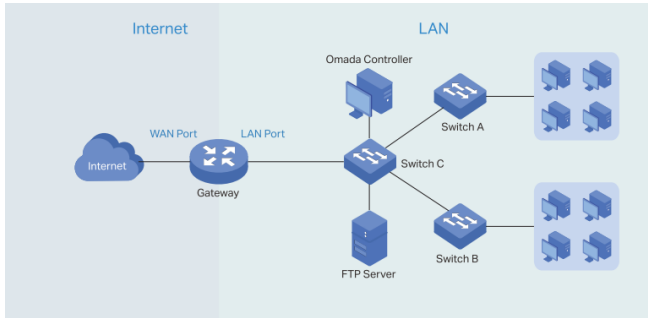 Internet
LAN
Omada Controller
Switch A
WAN Port
LAN Port
Internet
Gateway
Switch C
Switch B
FTP Server